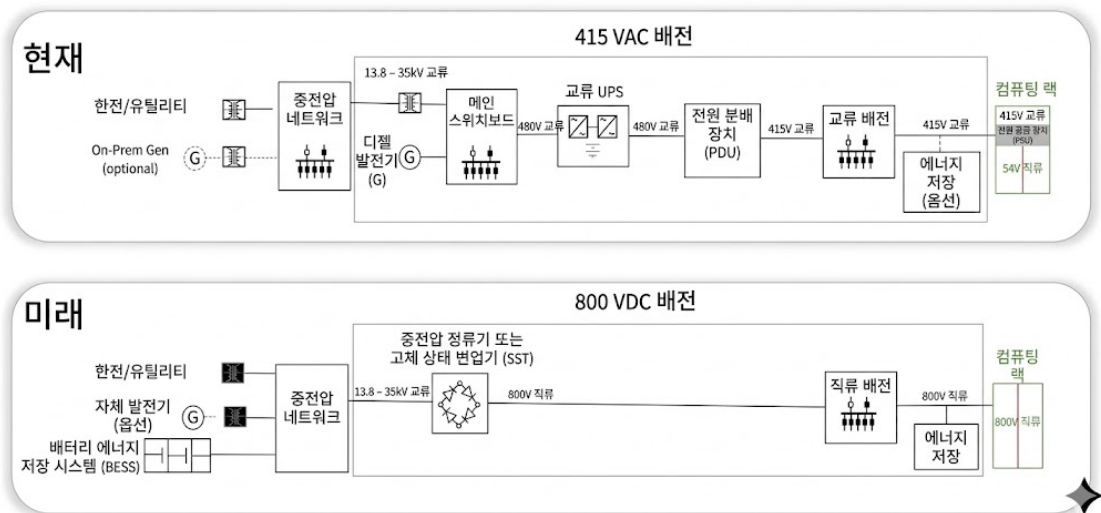 현재
415 VAC 배전
13.8 – 35kV 교류
한전/유틸리티
On-Prem Gen
(optional)
G
중전압
네트워크
디젤
발전기
(G)
G
메인
스위치보드
480V 교류
교류 UPS
480V 교류
전원 분배
장치
(PDU)
415V 교류
교류 배전
415V 교류
에너지
저장
(옵션)
컴퓨팅 랙
415V 교류
전원 공급 장치
(PSU)
54V 직류
미래
800 VDC 배전
한전/유틸리티
자체 발전기
(옵션)
G
배터리 에너지
저장 시스템 (BESS)
중전압
네트워크
13.8 – 35kV 교류
중전압 정류기 또는
고체 상태 변업기 (SST)
800V 직류
직류 배전
800V 직류
에너지
저장
컴퓨팅
랙
800V 직류